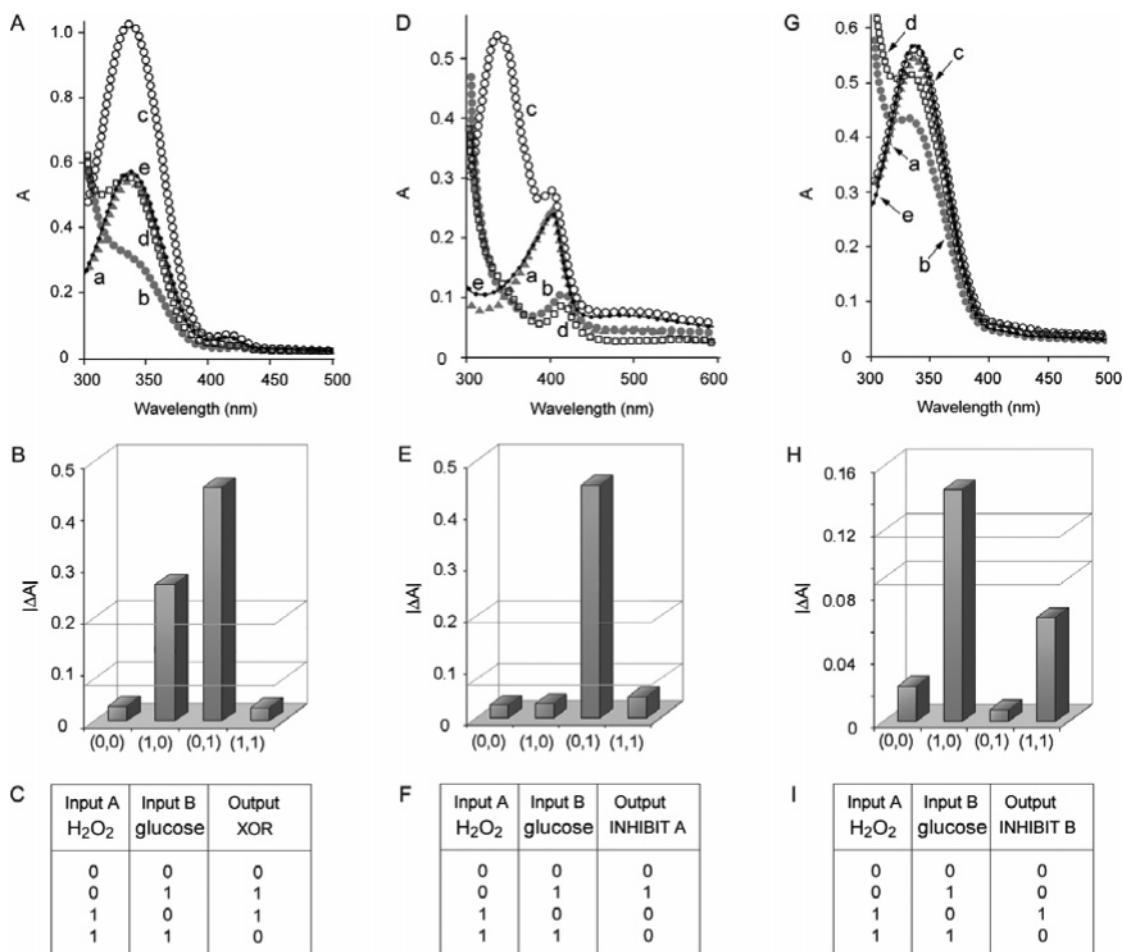 A
D
G
1.0
0.8
0.6
0.4
0.2
0
A
c
e
d
a
b
300 350 400 450 500
Wavelength (nm)
0.5
0.4
0.3
0.2
0.1
0
A
c
e
a
b
d
300 400 500 600
Wavelength (nm)
0.6
0.5
0.4
0.3
0.2
0.1
0
A
d
c
a
e
b
300 350 400 450 500
Wavelength (nm)
B
0.5
0.4
0.3
0.2
0.1
0
|ΔA|
(0,0) (1,0) (0,1) (1,1)
E
0.5
0.4
0.3
0.2
0.1
0
|ΔA|
(0,0) (1,0) (0,1) (1,1)
H
0.16
0.12
0.08
0.04
0
|ΔA|
(0,0) (1,0) (0,1) (1,1)
C
Input A Input B Output
H₂O₂ glucose XOR
0 0 0
0 1 1
1 0 1
1 1 0
F
Input A Input B Output
H₂O₂ glucose INHIBIT A
0 0 0
0 1 1
1 0 0
1 1 0
I
Input A Input B Output
H₂O₂ glucose INHIBIT B
0 0 0
0 1 0
1 0 1
1 1 0